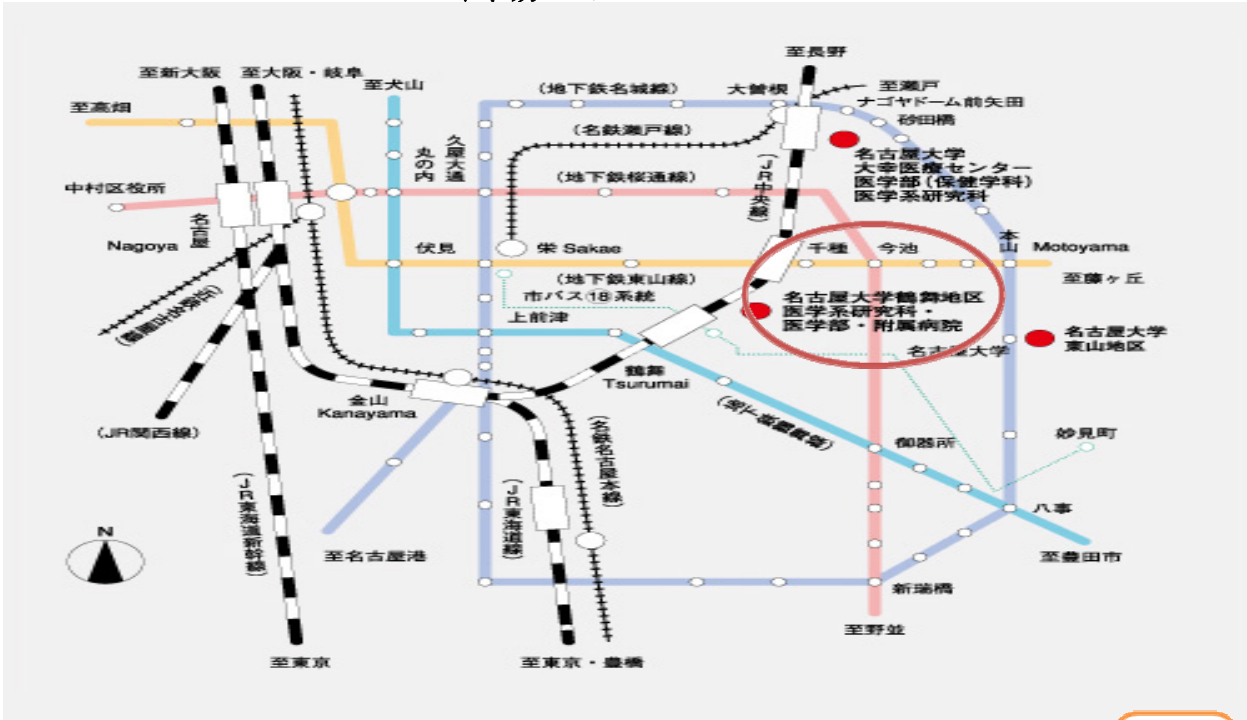 至長野
至新大阪
至大阪・岐阜
至犬山
至瀬戸
至高畑
(地下鉄名城線)
大曽根
ナゴヤドーム前矢田
砂田橋
(名鉄瀬戸線)
久屋大通
丸の内
名古屋大学
大幸医療センター
医学部(保健学科)
医学系研究科
(JR中央線)
中村区役所
(地下鉄桜通線)
名古屋
Nagoya
伏見
栄 Sakae
千種
今池
本山
Motoyama
(地下鉄東山線)
至藤ヶ丘
市バス⑱系統
名古屋大学鶴舞地区
医学系研究科・
医学部・附属病院
上前津
名古屋大学
東山地区
名古屋大学
鶴舞
Tsurumai
金山
Kanayama
(JR関西線)
(名鉄名古屋本線)
御器所
妙見町
(JR東海道新幹線)
(JR東海道線)
八事
N
至名古屋港
至豊田市
新瑞橋
至野並
至東京
至東京・豊橋